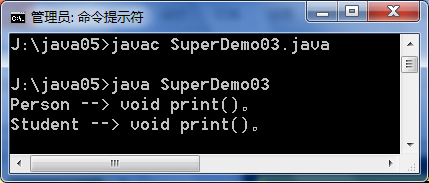 管理员: 命令提示符
J:\java05>javac SuperDemo03.java
J:\java05>java SuperDemo03
Person --> void print()。
Student --> void print()。